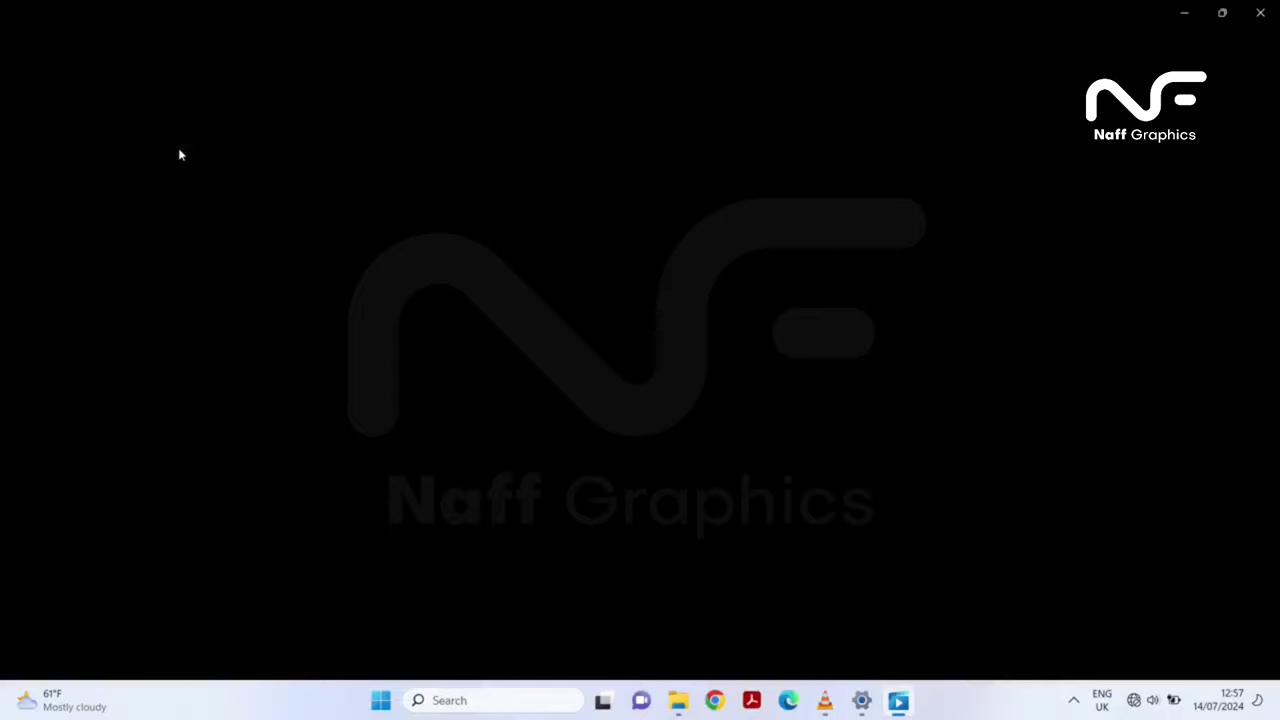 Naff Graphics
Naff Graphics
61°F
Mostly cloudy
Search
ENG
UK
12:57
14/07/2024